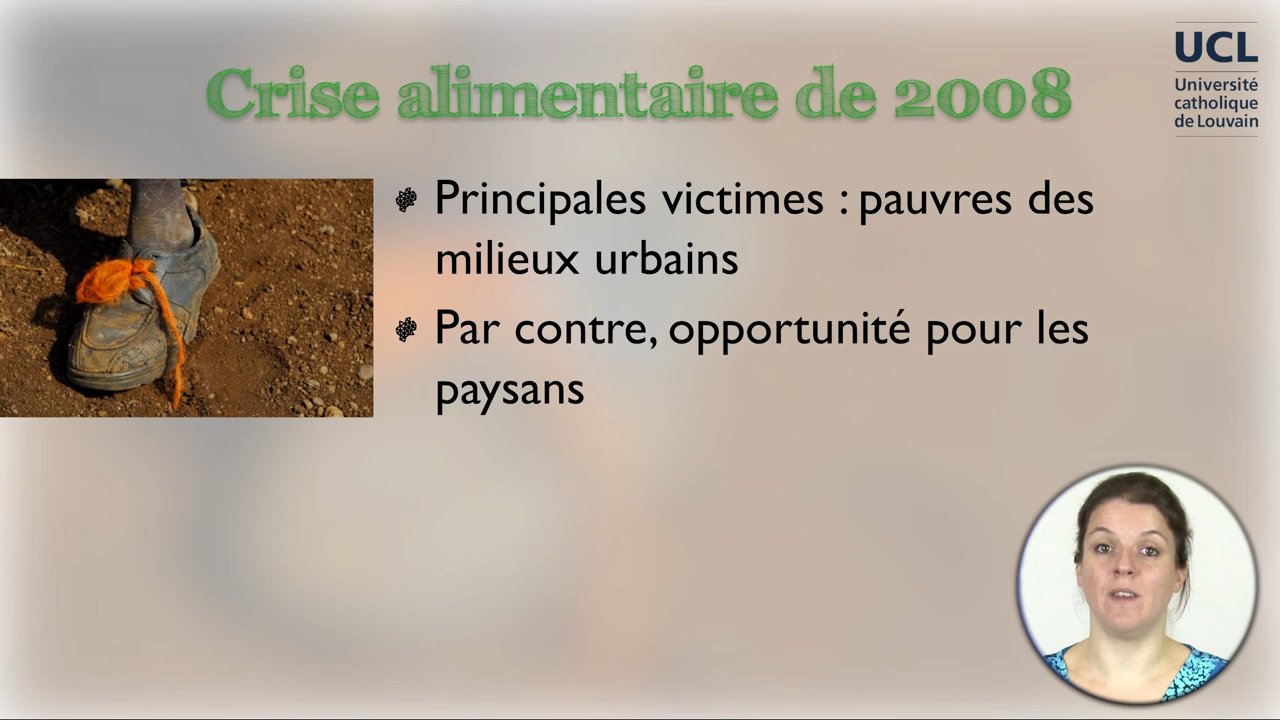 Crise alimentaire de 2008
UCL
Université
catholique
de Louvain
Principales victimes : pauvres des
milieux urbains
Par contre, opportunité pour les
paysans